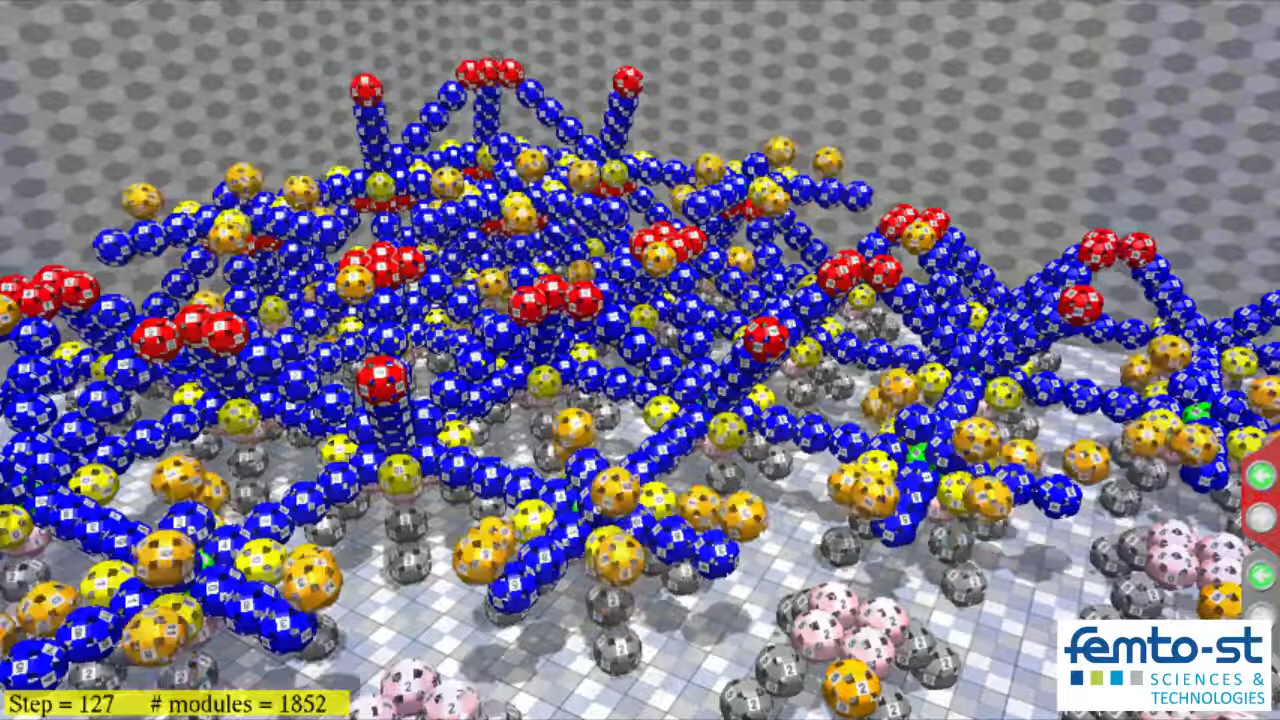 Step = 127 # modules = 1852
femto-st
SCIENCES &
TECHNOLOGIES